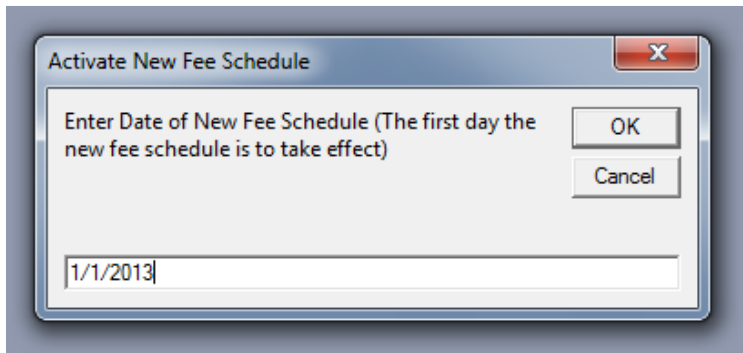 Activate New Fee Schedule
Enter Date of New Fee Schedule (The first day the
new fee schedule is to take effect)
OK
Cancel
1/1/2013